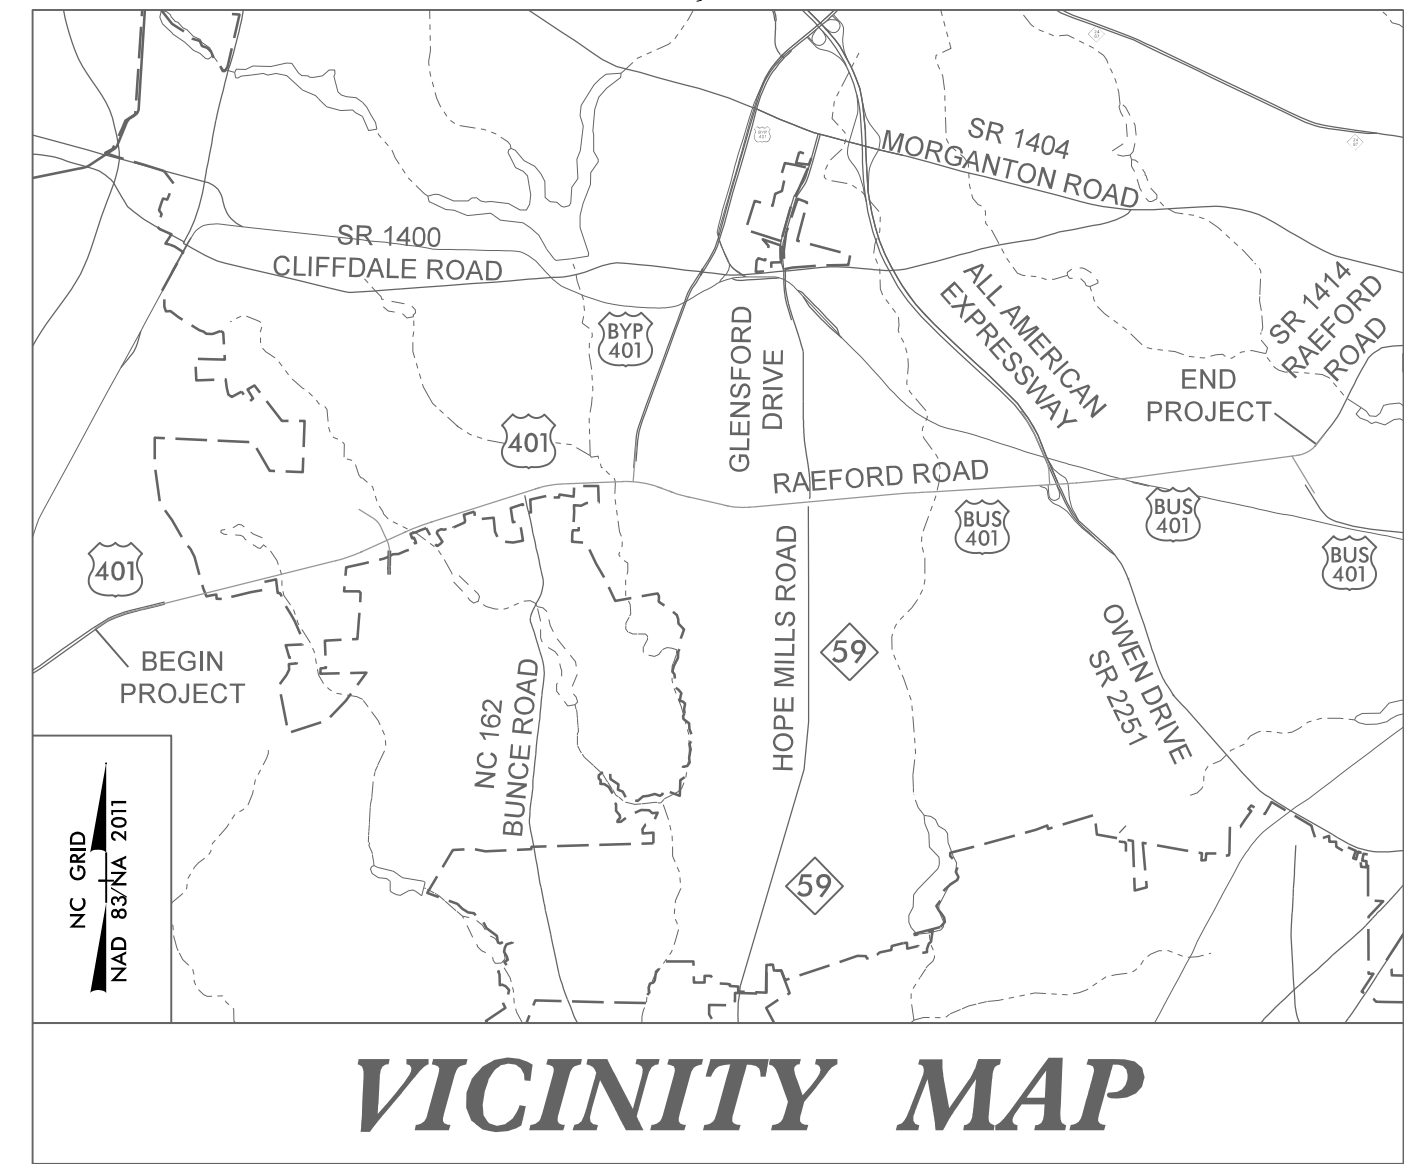 SR 1404
MORGANTON ROAD
SR 1400
CLIFFDALE ROAD
ALL AMERICAN
EXPRESSWAY
SR 1414
RAEFORD
ROAD
BYP
401
GLENSFORD
DRIVE
END
PROJECT
401
RAEFORD ROAD
BUS
401
BUS
401
BUS
401
401
HOPE MILLS ROAD
59
OWEN DRIVE
SR 2251
BEGIN
PROJECT
NC 162
BUNCE ROAD
59
NC GRID
NAD 83/NA 2011
VICINITY MAP